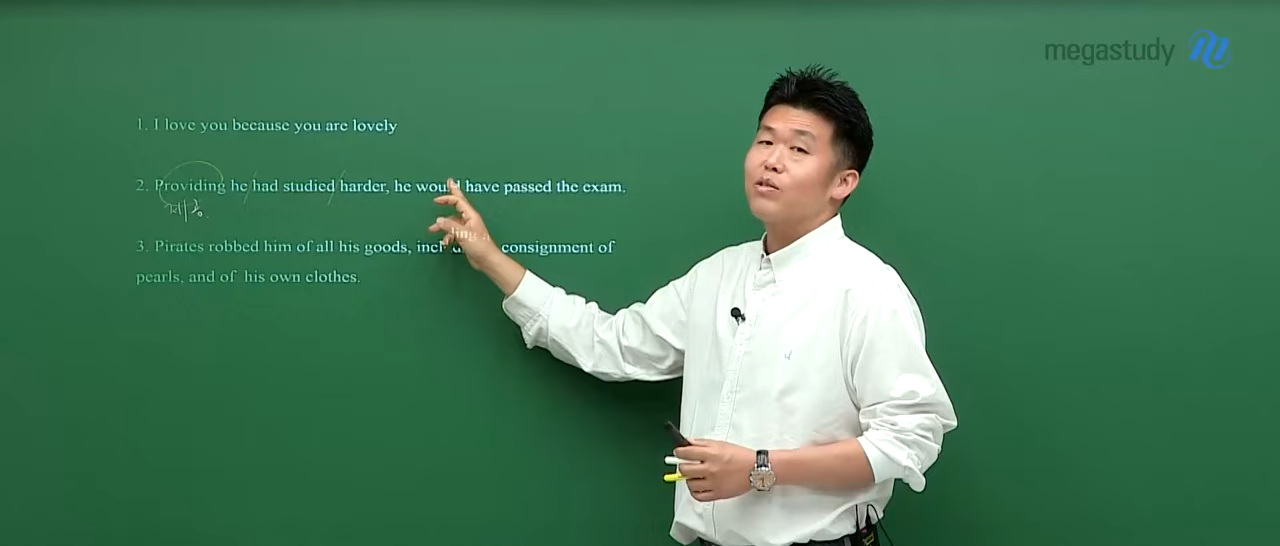 megastudy
1. I love you because you are lovely
2. Providing he had studied harder, he would have passed the exam.
3. Pirates robbed him of all his goods, consignment of
pearls, and of his own clothes.